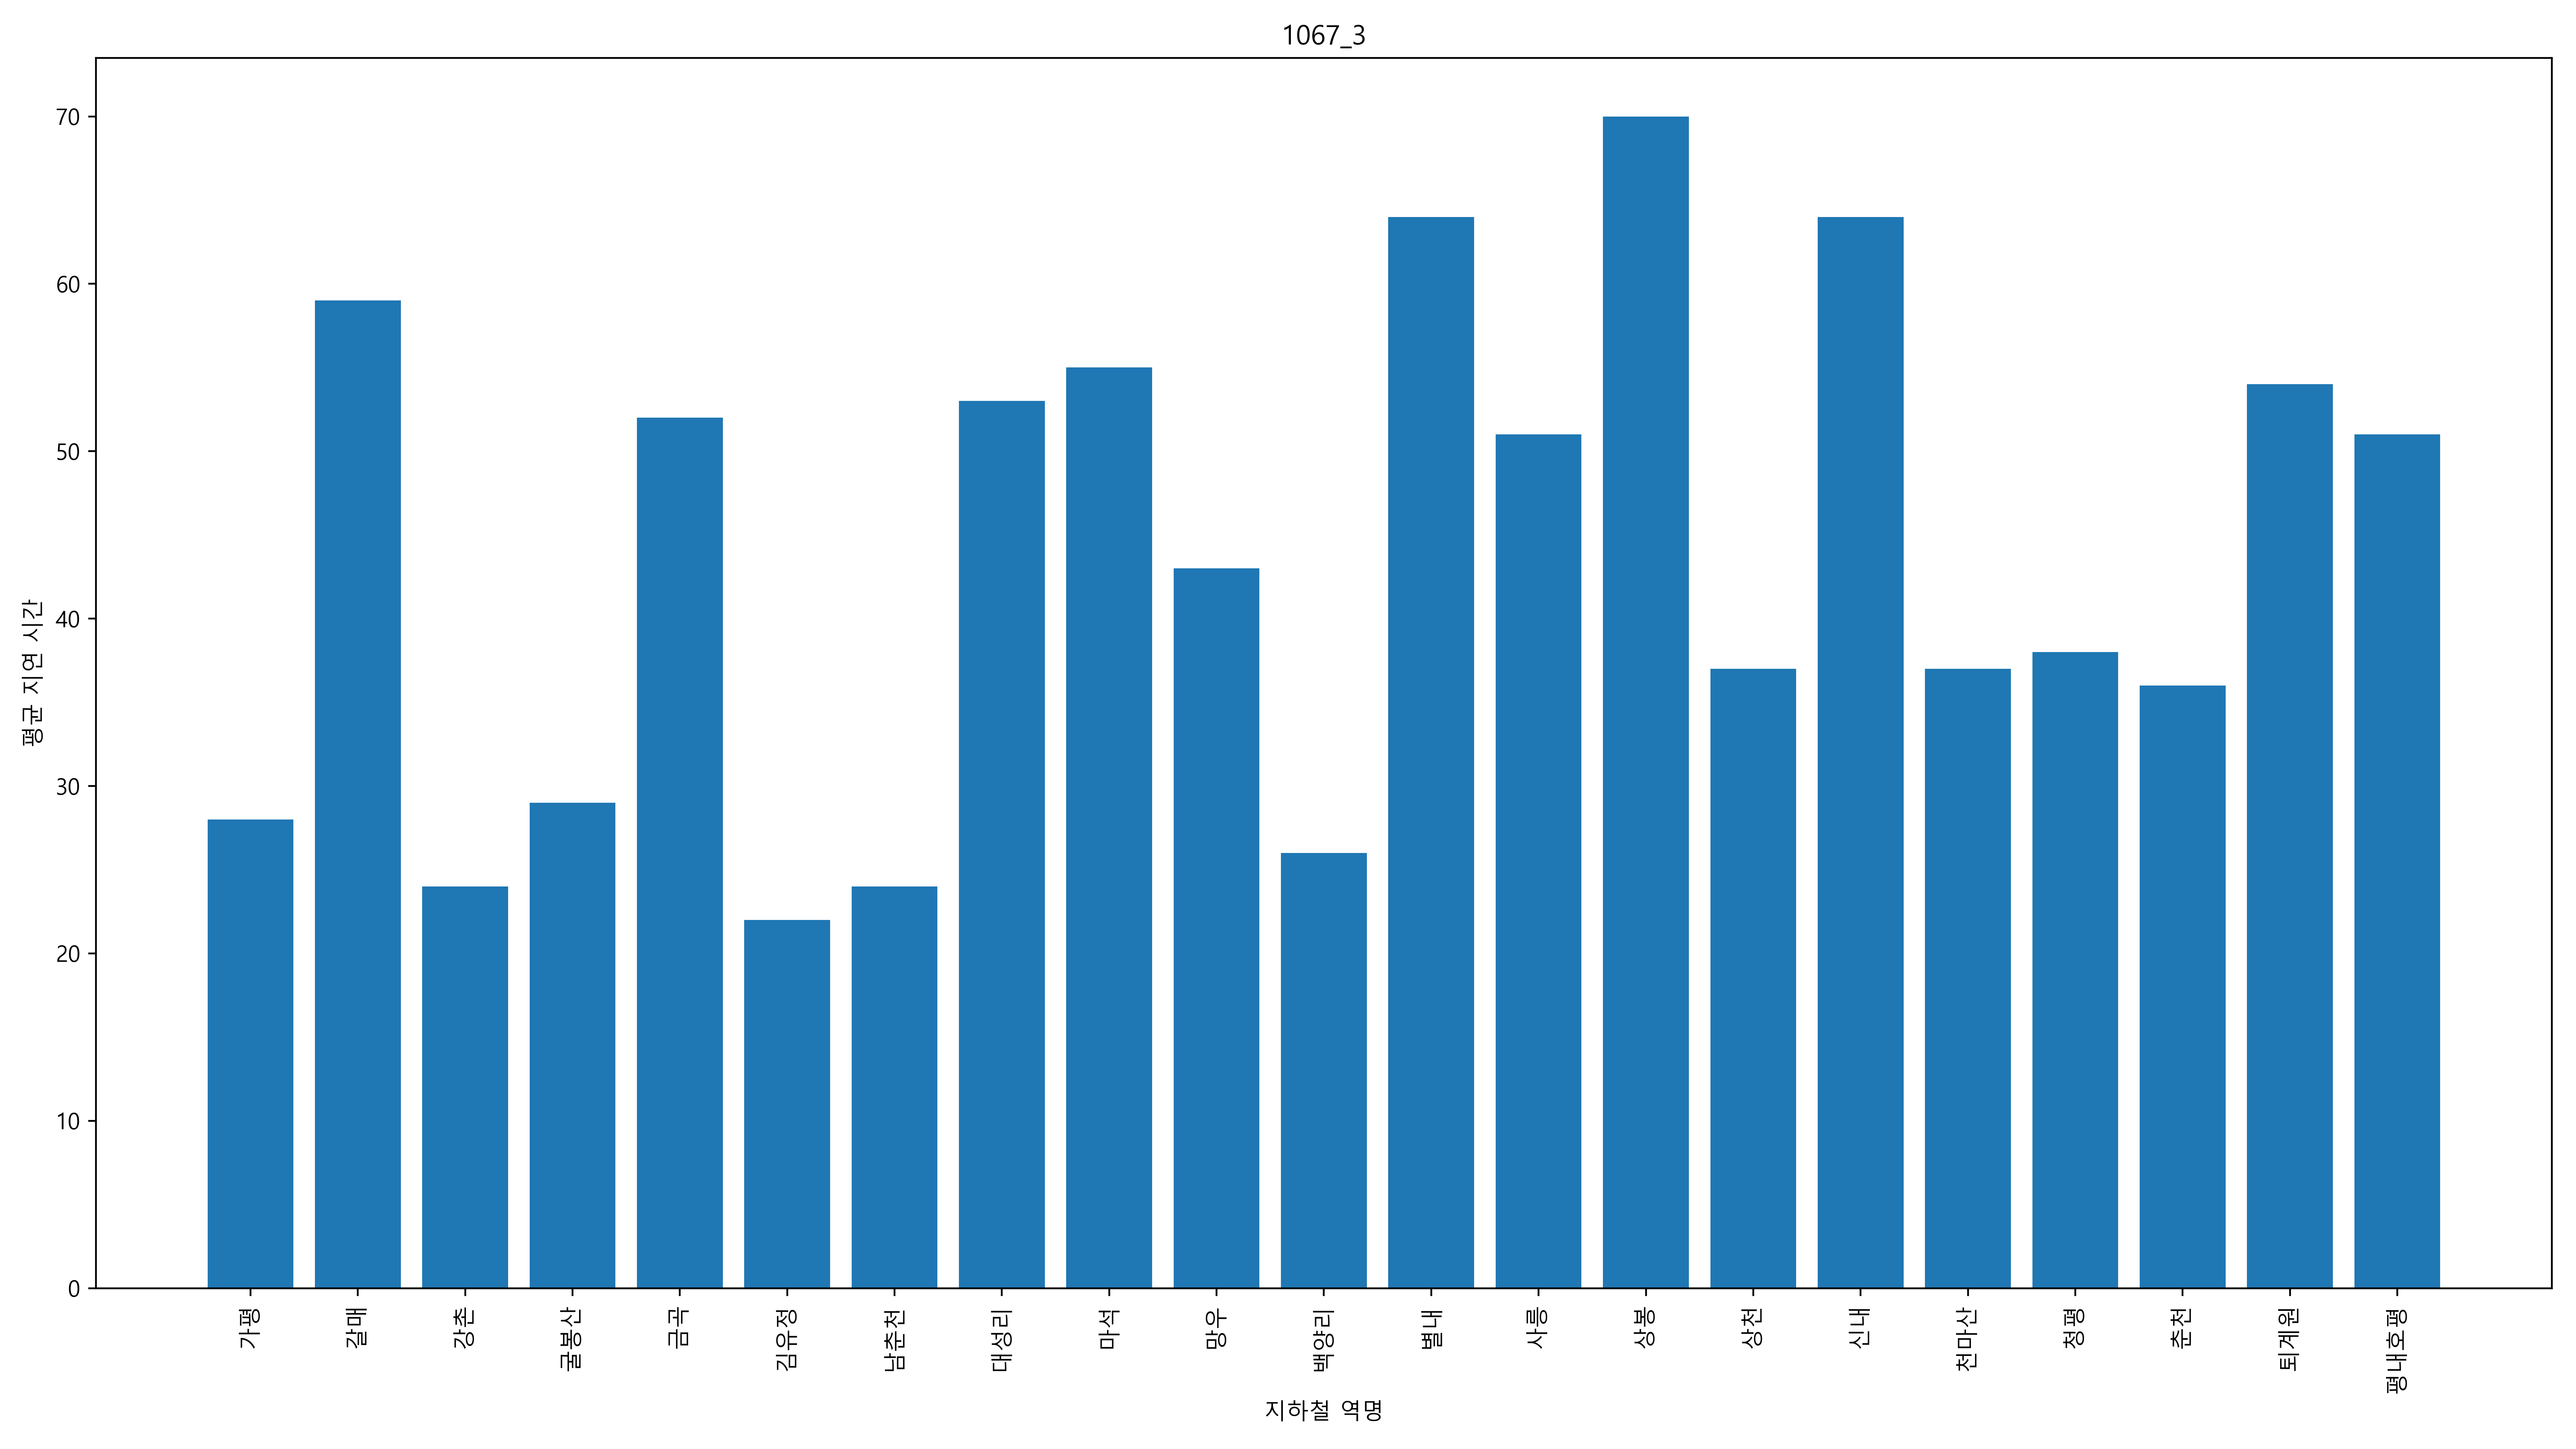 1067_3
70
60
50
40
30
20
10
0
평균 지연 시간
가평
갈매
강촌
굴봉산
금곡
김유정
남춘천
대성리
마석
망우
백양리
별내
사릉
상봉
상천
신내
천마산
청평
춘천
퇴계원
평내호평
지하철 역명